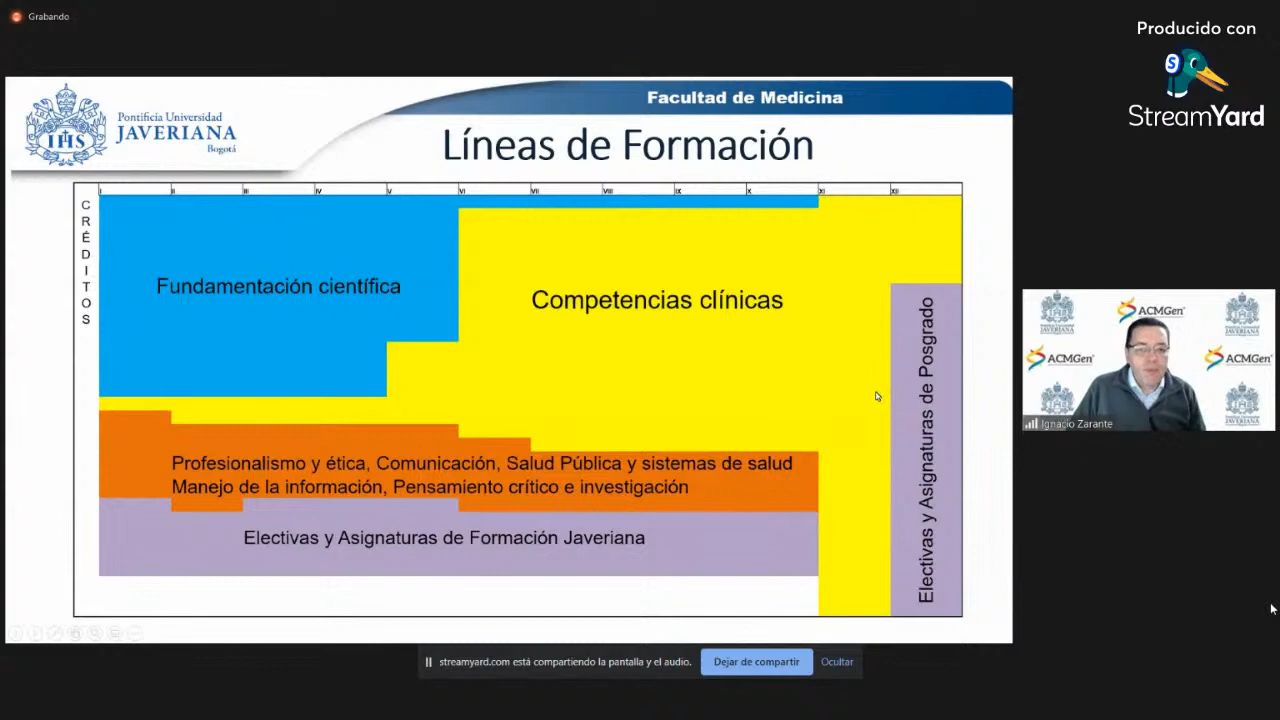 Grabando
Producido con
StreamYard
Pontificia Universidad
JAVERIANA
Bogotá
IHS
Facultad de Medicina
Líneas de Formación
I II III IV V VI VII VIII IX X XI XII
CRÉDITOS
Fundamentación científica
Competencias clínicas
Profesionalismo y ética, Comunicación, Salud Pública y sistemas de salud
Manejo de la información, Pensamiento crítico e investigación
Electivas y Asignaturas de Formación Javeriana
Electivas y Asignaturas de Posgrado
ACMGen
ACMGen
ACMGen
Ignacio Zarante
streamyard.com está compartiendo la pantalla y el audio.
Dejar de compartir
Ocultar